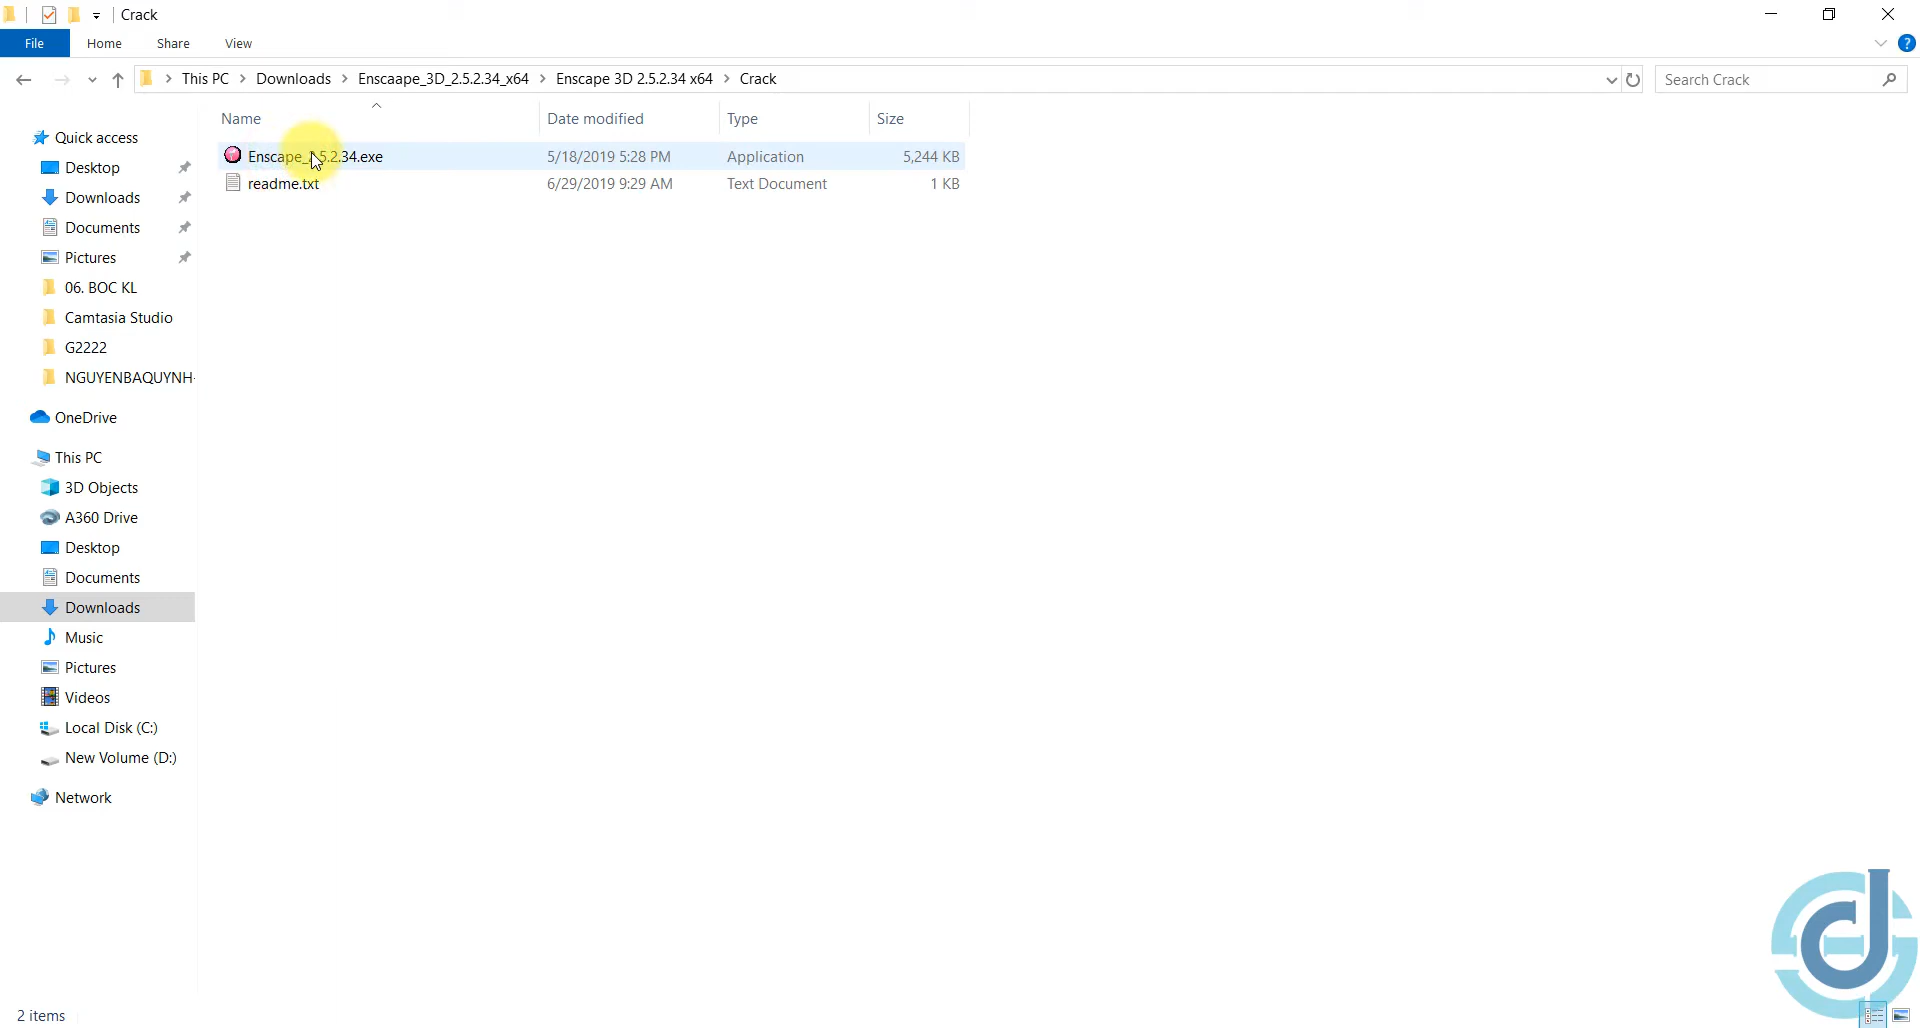 Crack
File Home Share View
This PC Downloads Enscaape_3D_2.5.2.34_x64 Enscape 3D 2.5.2.34 x64 Crack
Search Crack
Name Date modified Type Size
Enscape_2.5.2.34.exe 5/18/2019 5:28 PM Application 5,244 KB
readme.txt 6/29/2019 9:29 AM Text Document 1 KB
Quick access
Desktop
Downloads
Documents
Pictures
06. BOC KL
Camtasia Studio
G2222
NGUYENBAQUYNH-
OneDrive
This PC
3D Objects
A360 Drive
Desktop
Documents
Downloads
Music
Pictures
Videos
Local Disk (C:)
New Volume (D:)
Network
2 items